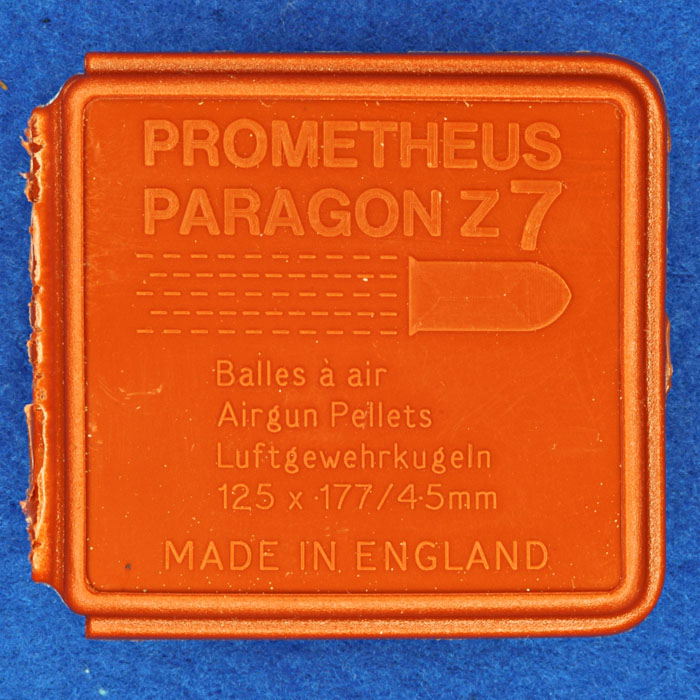 PROMETHEUS
PARAGON Z7
Balles à air
Airgun Pellets
Luftgewehrkugeln
125 x ·177/4·5mm
MADE IN ENGLAND